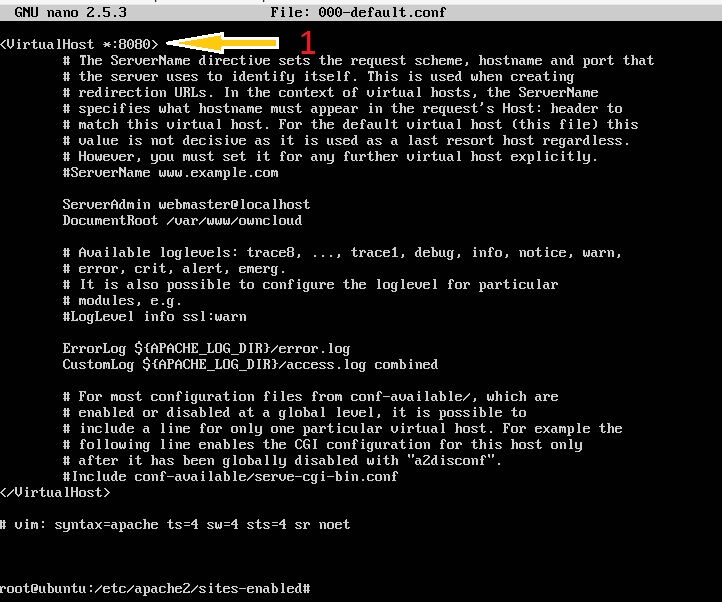 GNU nano 2.5.3 File: 000-default.conf
<VirtualHost *:8080> 1
# The ServerName directive sets the request scheme, hostname and port that
# the server uses to identify itself. This is used when creating
# redirection URLs. In the context of virtual hosts, the ServerName
# specifies what hostname must appear in the request's Host: header to
# match this virtual host. For the default virtual host (this file) this
# value is not decisive as it is used as a last resort host regardless.
# However, you must set it for any further virtual host explicitly.
#ServerName www.example.com
ServerAdmin webmaster@localhost
DocumentRoot /var/www/owncloud
# Available loglevels: trace8, ..., trace1, debug, info, notice, warn,
# error, crit, alert, emerg.
# It is also possible to configure the loglevel for particular
# modules, e.g.
#LogLevel info ssl:warn
ErrorLog ${APACHE_LOG_DIR}/error.log
CustomLog ${APACHE_LOG_DIR}/access.log combined
# For most configuration files from conf-available/, which are
# enabled or disabled at a global level, it is possible to
# include a line for only one particular virtual host. For example the
# following line enables the CGI configuration for this host only
# after it has been globally disabled with "a2disconf".
#Include conf-available/serve-cgi-bin.conf
</VirtualHost>
# vim: syntax=apache ts=4 sw=4 sts=4 sr noet
root@ubuntu:/etc/apache2/sites-enabled#